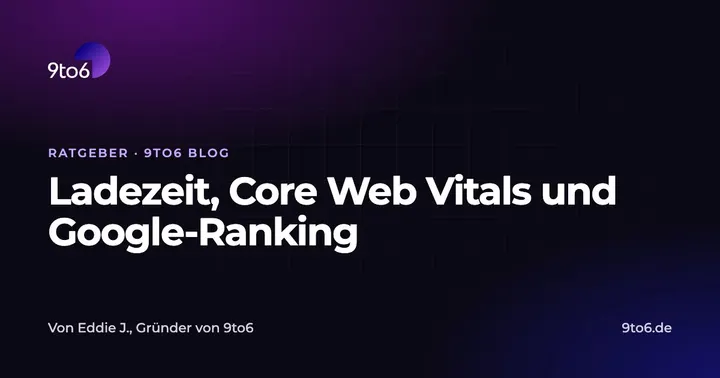 9to6
RATGEBER · 9TO6 BLOG
Ladezeit, Core Web Vitals und
Google-Ranking
Von Eddie J., Gründer von 9to6
9to6.de